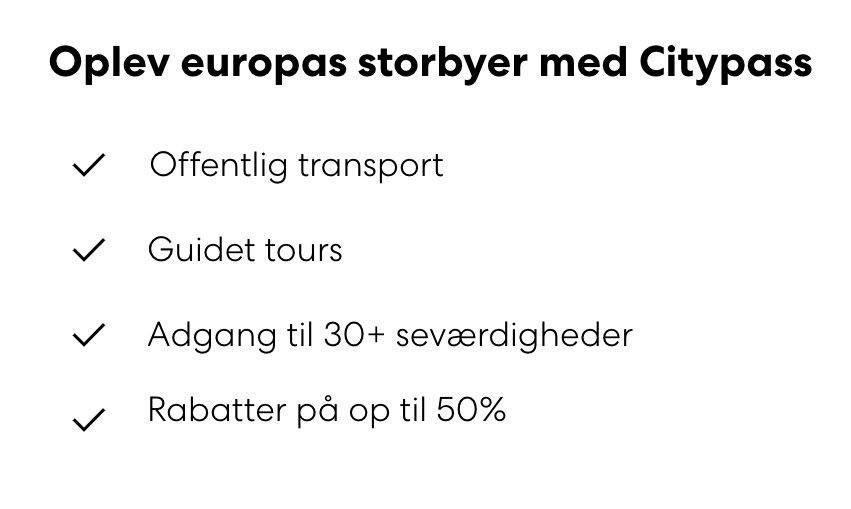 Oplev europas storbyer med Citypass
Offentlig transport
Guidet tours
Adgang til 30+ seværdigheder
Rabatter på op til 50%